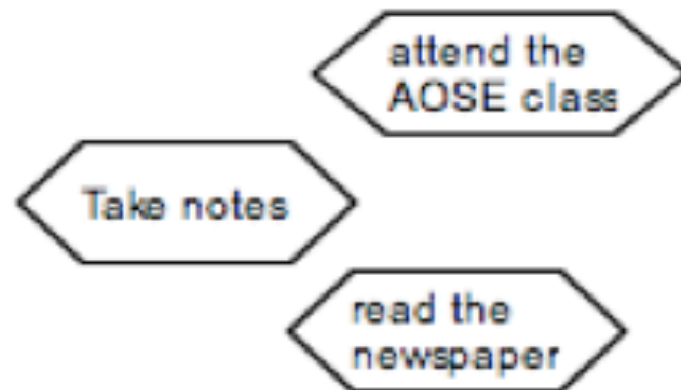 attend the
AOSE class
Take notes
read the
newspaper